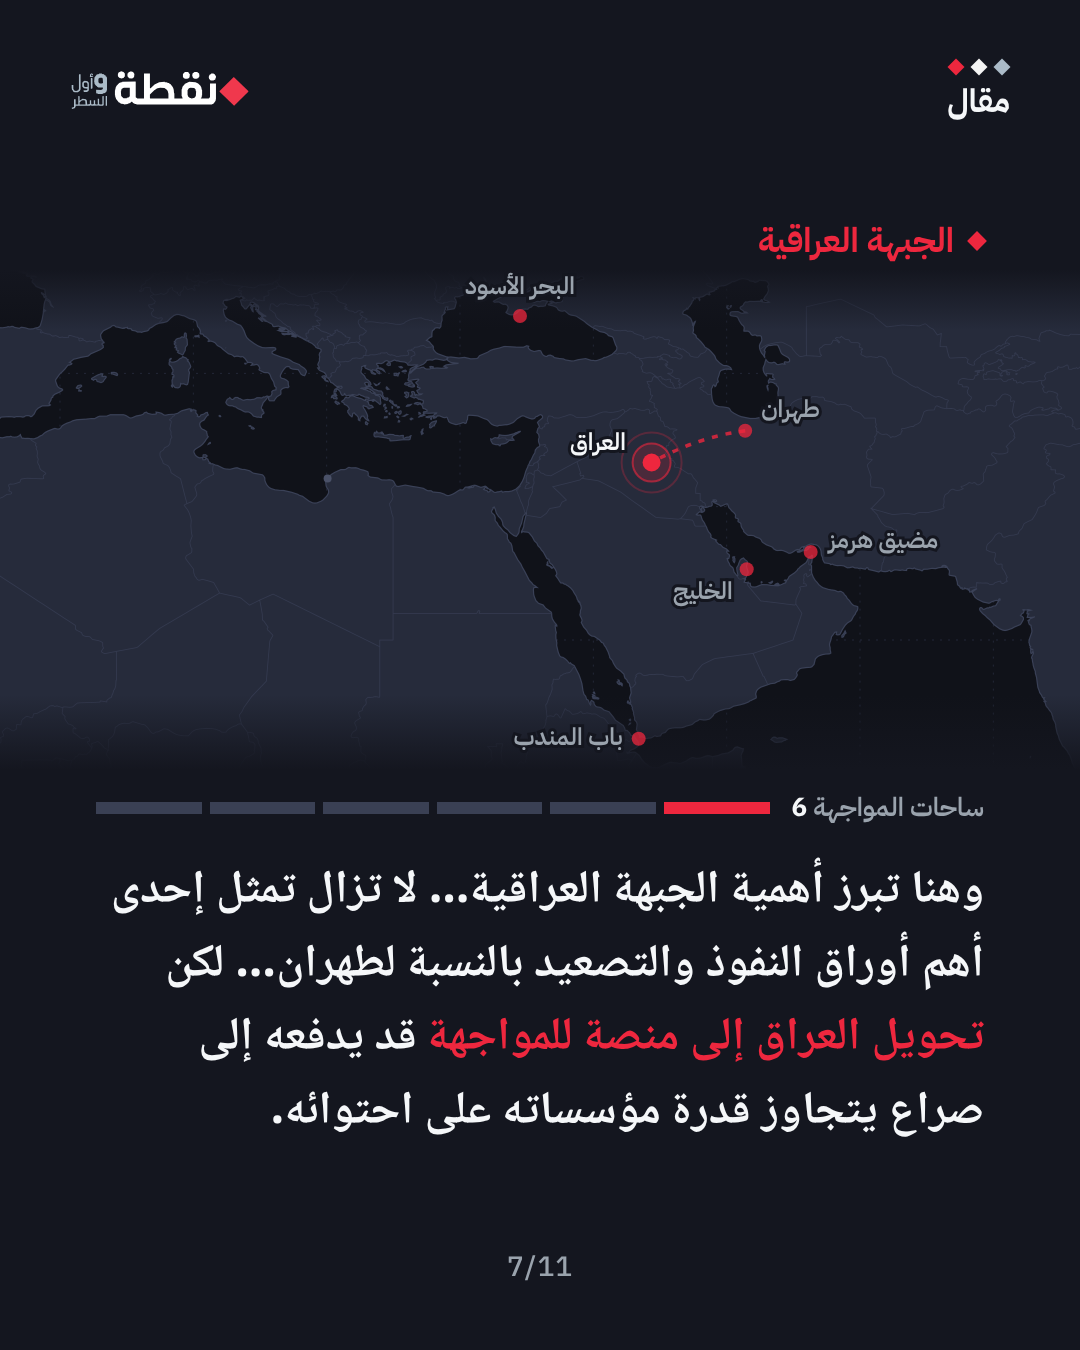 مقال
نقطة
وأول
السطر
الجبهة العراقية
البحر الأسود
طهران
العراق
مضيق هرمز
الخليج
باب المندب
ساحات المواجهة 6
وهنا تبرز أهمية الجبهة العراقية... لا تزال تمثل إحدى
أهم أوراق النفوذ والتصعيد بالنسبة لطهران... لكن
تحويل العراق إلى منصة للمواجهة قد يدفعه إلى
صراع يتجاوز قدرة مؤسساته على احتوائه.
7/11